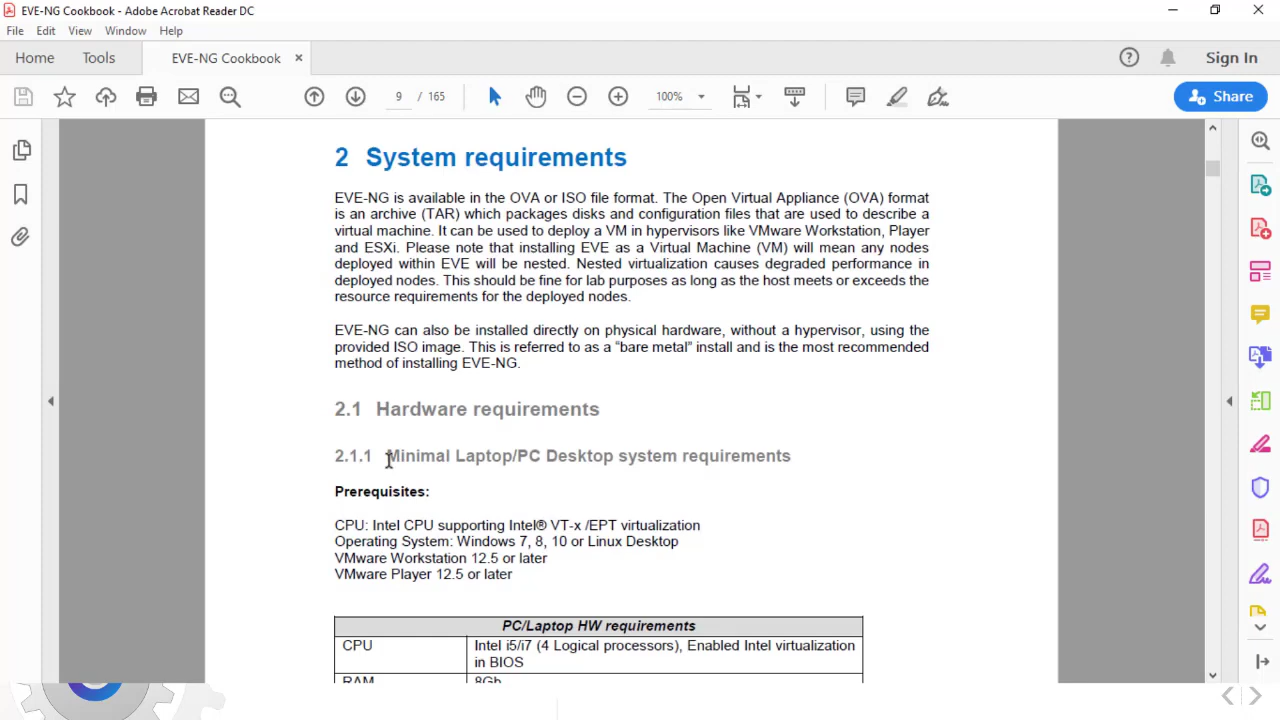 EVE-NG Cookbook - Adobe Acrobat Reader DC
File Edit View Window Help
Home Tools EVE-NG Cookbook × Sign In
9 / 165 100% Share
2 System requirements
EVE-NG is available in the OVA or ISO file format. The Open Virtual Appliance (OVA) format
is an archive (TAR) which packages disks and configuration files that are used to describe a
virtual machine. It can be used to deploy a VM in hypervisors like VMware Workstation, Player
and ESXi. Please note that installing EVE as a Virtual Machine (VM) will mean any nodes
deployed within EVE will be nested. Nested virtualization causes degraded performance in
deployed nodes. This should be fine for lab purposes as long as the host meets or exceeds the
resource requirements for the deployed nodes.
EVE-NG can also be installed directly on physical hardware, without a hypervisor, using the
provided ISO image. This is referred to as a “bare metal” install and is the most recommended
method of installing EVE-NG.
2.1 Hardware requirements
2.1.1 Minimal Laptop/PC Desktop system requirements
Prerequisites:
CPU: Intel CPU supporting Intel® VT-x /EPT virtualization
Operating System: Windows 7, 8, 10 or Linux Desktop
VMware Workstation 12.5 or later
VMware Player 12.5 or later
PC/Laptop HW requirements
CPU Intel i5/i7 (4 Logical processors), Enabled Intel virtualization
in BIOS
RAM 8Gb